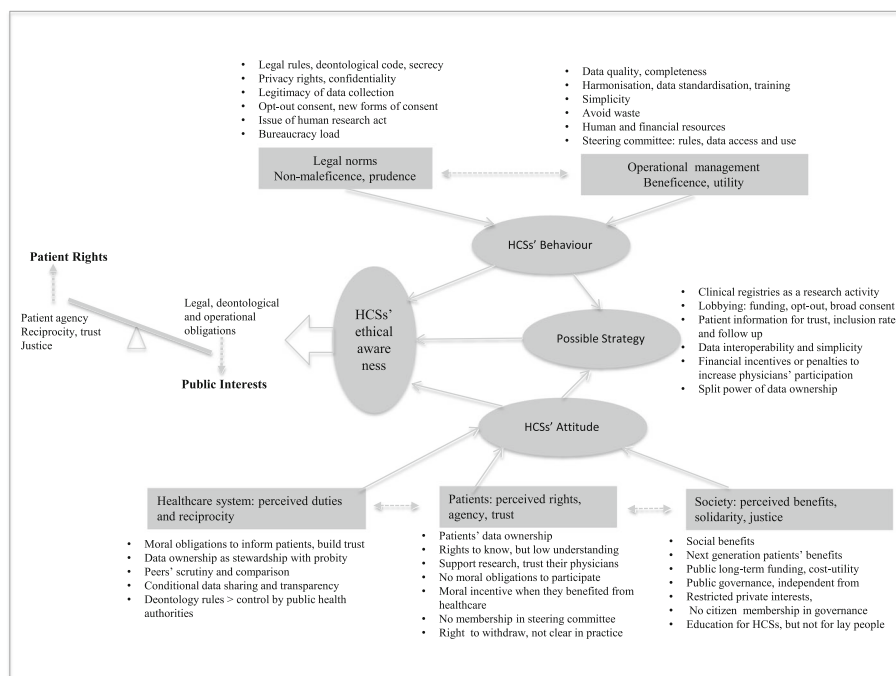 • Legal rules, deontological code, secrecy
• Privacy rights, confidentiality
• Legitimacy of data collection
• Opt-out consent, new forms of consent
• Issue of human research act
• Bureaucracy load
• Data quality, completeness
• Harmonisation, data standardisation, training
• Simplicity
• Avoid waste
• Human and financial resources
• Steering committee: rules, data access and use
Legal norms
Non-maleficence, prudence
Operational management
Beneficence, utility
HCSs' Behaviour
Patient Rights
Patient agency
Reciprocity, trust
Justice
Legal, deontological
and operational
obligations
Public Interests
HCSs'
ethical
aware
ness
Possible Strategy
• Clinical registries as a research activity
• Lobbying: funding, opt-out, broad consent
• Patient information for trust, inclusion rate
and follow up
• Data interoperability and simplicity
• Financial incentives or penalties to
increase physicians' participation
• Split power of data ownership
HCSs' Attitude
Healthcare system: perceived duties
and reciprocity
Patients: perceived rights,
agency, trust
Society: perceived benefits,
solidarity, justice
• Moral obligations to inform patients, build trust
• Data ownership as stewardship with probity
• Peers' scrutiny and comparison
• Conditional data sharing and transparency
• Deontology rules > control by public health
authorities
• Patients' data ownership
• Rights to know, but low understanding
• Support research, trust their physicians
• No moral obligations to participate
• Moral incentive when they benefited from
healthcare
• No membership in steering committee
• Right to withdraw, not clear in practice
• Social benefits
• Next generation patients' benefits
• Public long-term funding, cost-utility
• Public governance, independent from
• Restricted private interests,
• No citizen membership in governance
• Education for HCSs, but not for lay people